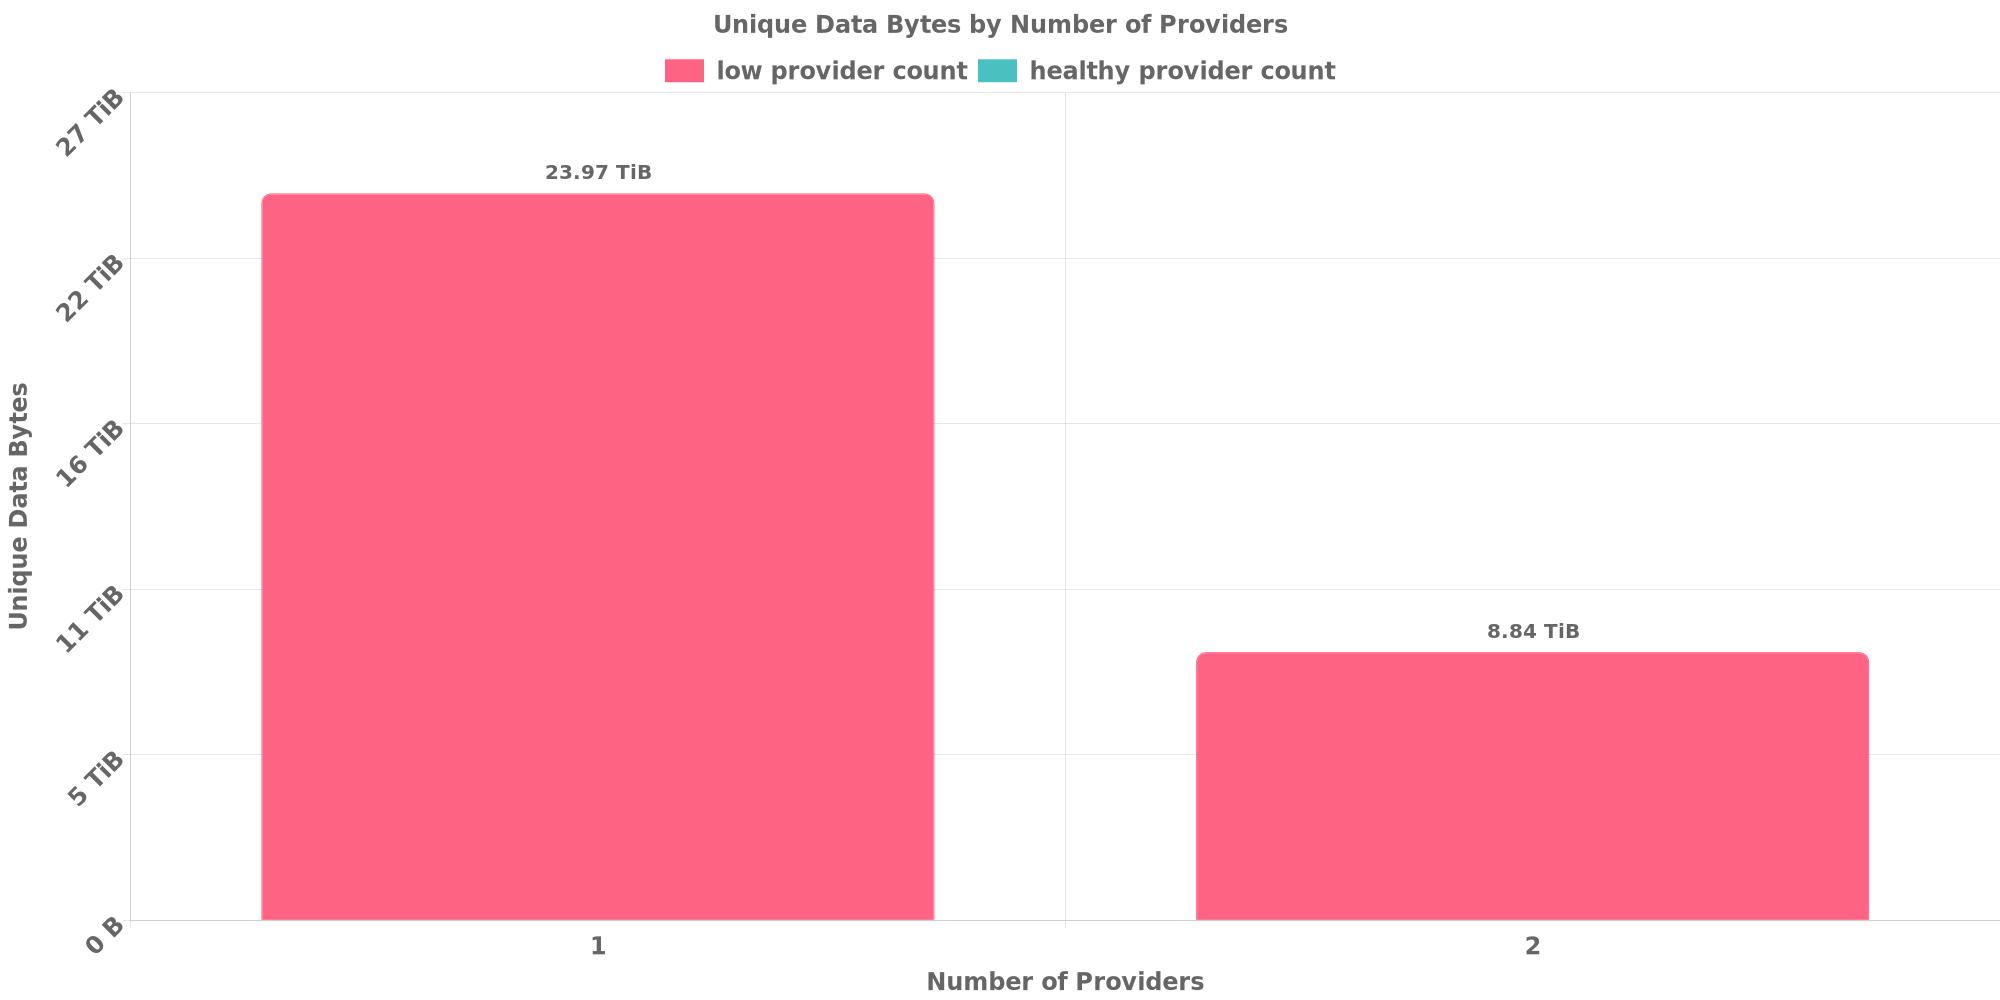 Unique Data Bytes by Number of Providers
low provider count healthy provider count
27 TiB
23.97 TiB
22 TiB
16 TiB
11 TiB
8.84 TiB
5 TiB
0 B
Unique Data Bytes
1 2
Number of Providers